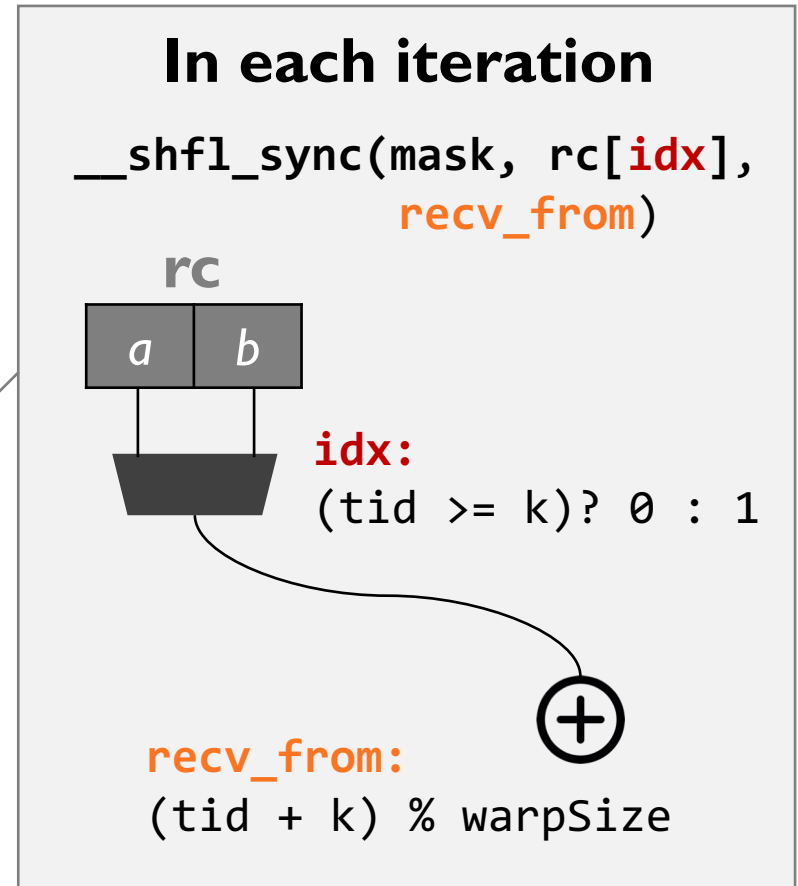 In each iteration
__shfl_sync(mask, rc[idx],
recv_from)
rc
a b
idx:
(tid >= k)? 0 : 1
recv_from:
(tid + k) % warpSize